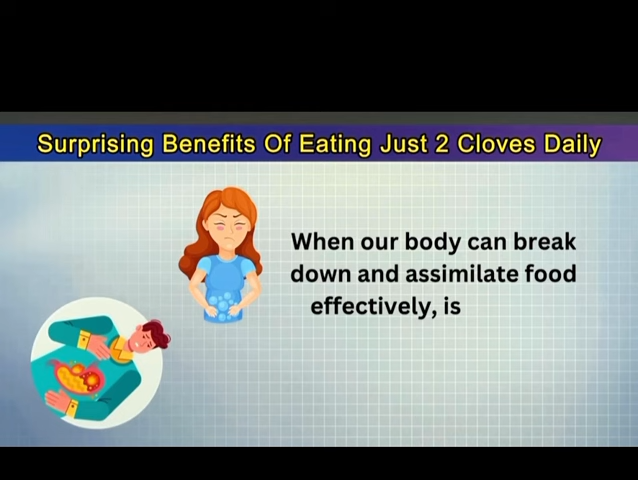 Surprising Benefits Of Eating Just 2 Cloves Daily
When our body can break
down and assimilate food
effectively, is